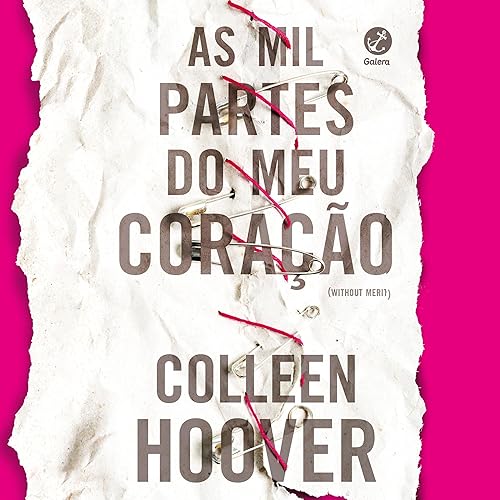 AS MIL
PARTES
DO MEU
CORAÇÃO
(WITHOUT MERIT)
COLLEEN
HOOVER
Galera